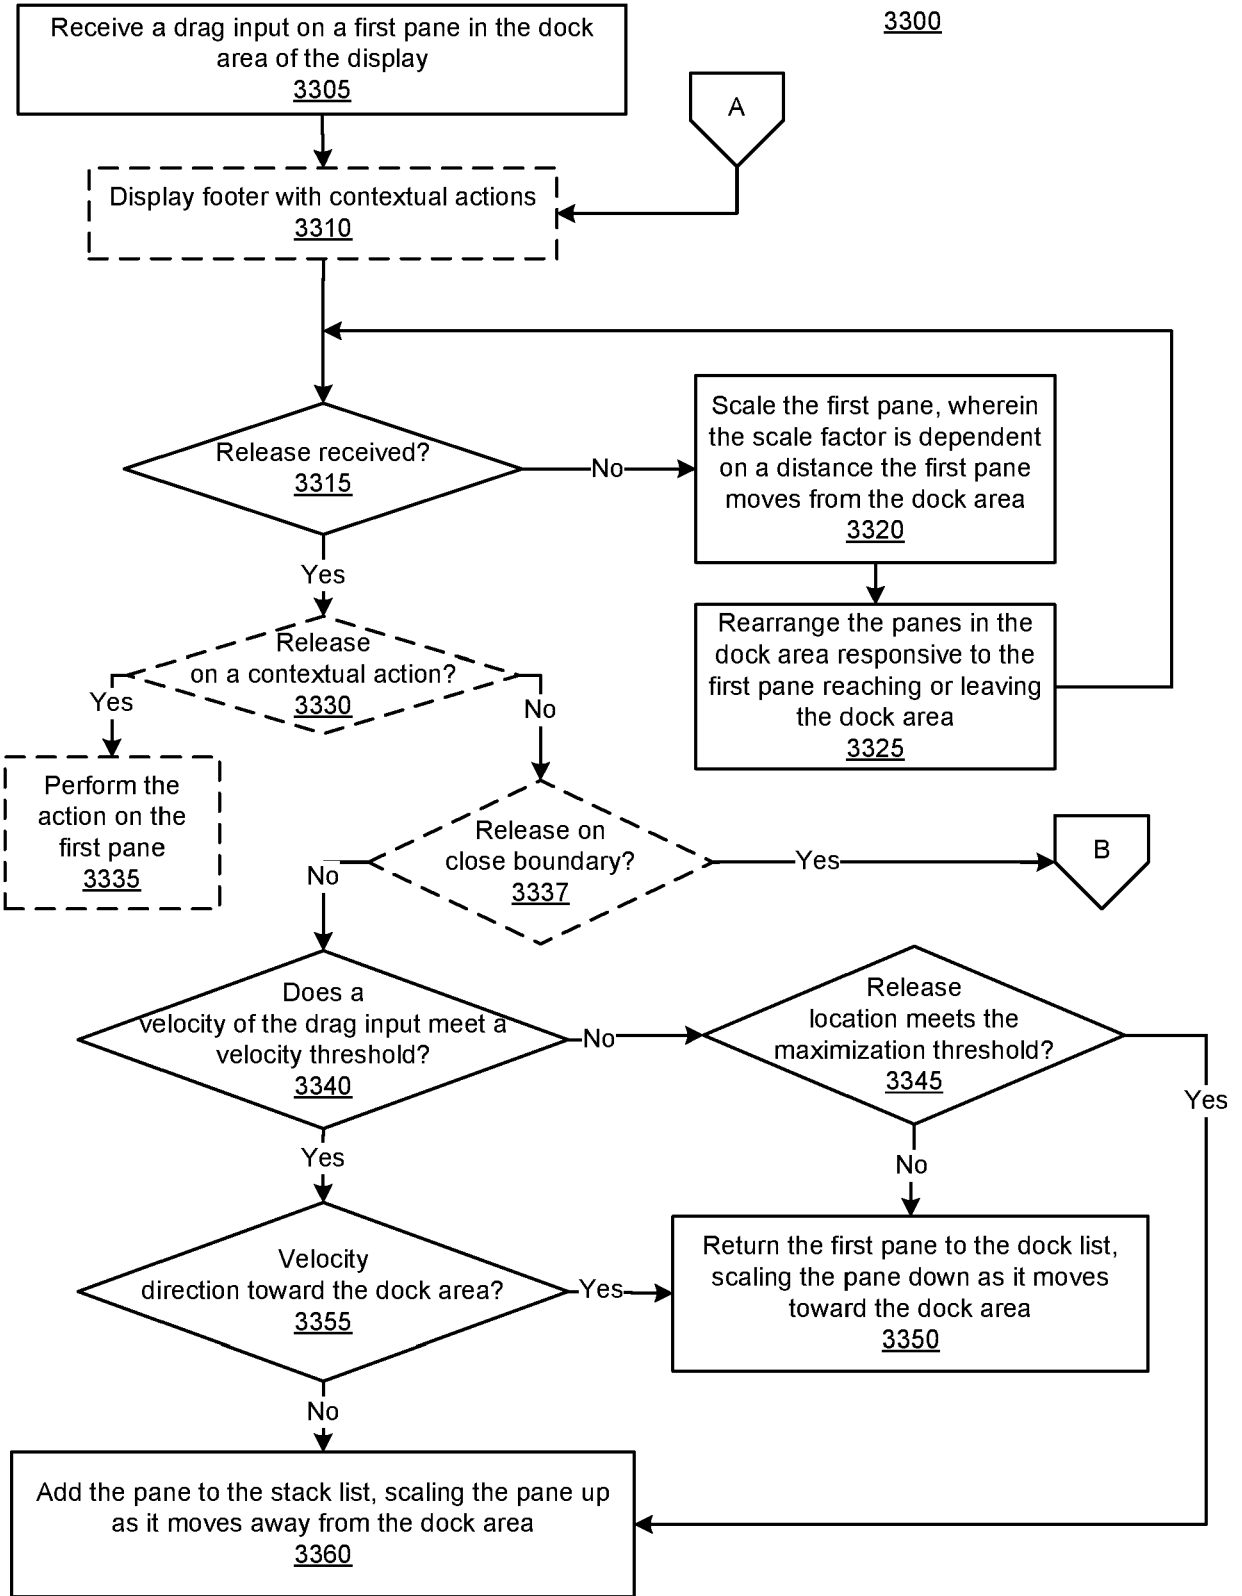 3300
Receive a drag input on a first pane in the dock
area of the display
3305
A
Display footer with contextual actions
3310
Release received?
3315
No
Scale the first pane, wherein
the scale factor is dependent
on a distance the first pane
moves from the dock area
3320
Yes
Rearrange the panes in the
dock area responsive to the
first pane reaching or leaving
the dock area
3325
Release
on a contextual action?
3330
Yes
No
Perform the
action on the
first pane
3335
Release on
close boundary?
3337
Yes
B
No
Does a
velocity of the drag input meet a
velocity threshold?
3340
No
Release
location meets the
maximization threshold?
3345
Yes
Yes
No
Velocity
direction toward the dock area?
3355
Yes
Return the first pane to the dock list,
scaling the pane down as it moves
toward the dock area
3350
No
Add the pane to the stack list, scaling the pane up
as it moves away from the dock area
3360